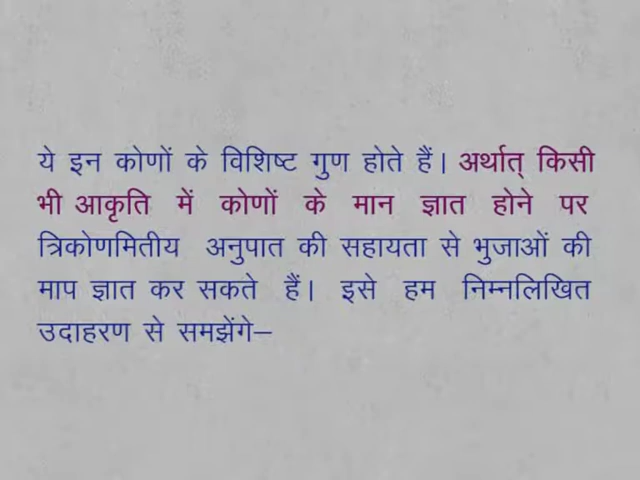 ये इन कोणों के विशिष्ट गुण होते हैं। अर्थात् किसी
भी आकृति में कोणों के मान ज्ञात होने पर
त्रिकोणमितीय अनुपात की सहायता से भुजाओं की
माप ज्ञात कर सकते हैं। इसे हम निम्नलिखित
उदाहरण से समझेंगे–